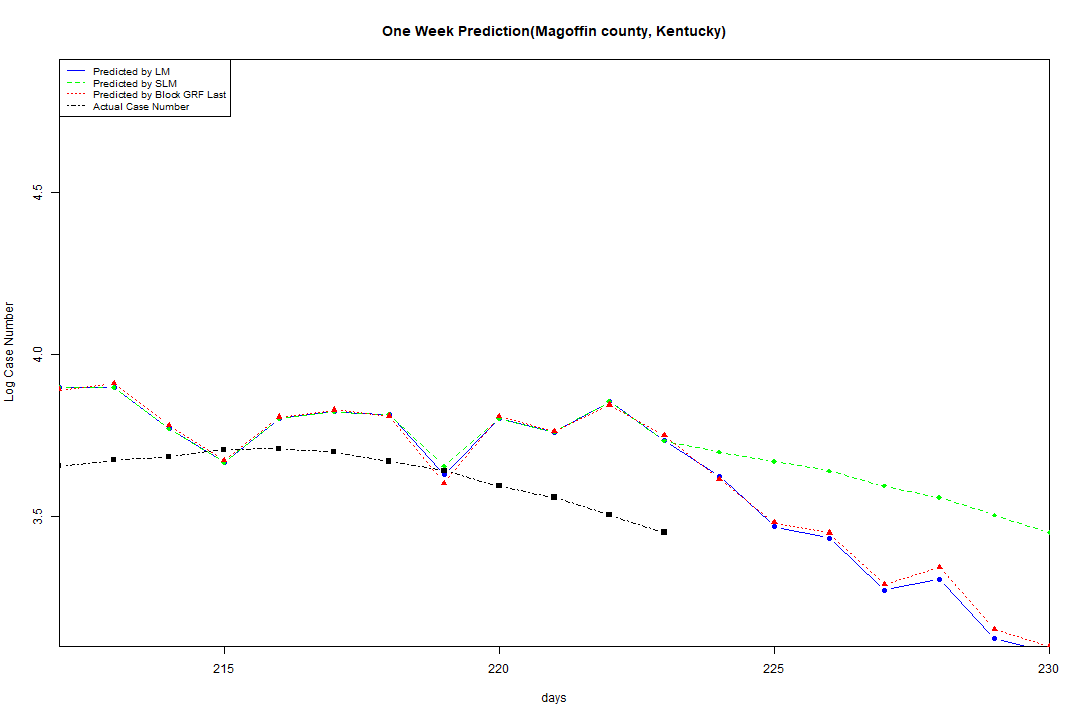 One Week Prediction(Magoffin county, Kentucky)
Predicted by LM
Predicted by SLM
Predicted by Block GRF Last
Actual Case Number
4.5
4.0
3.5
Log Case Number
215
220
225
230
days